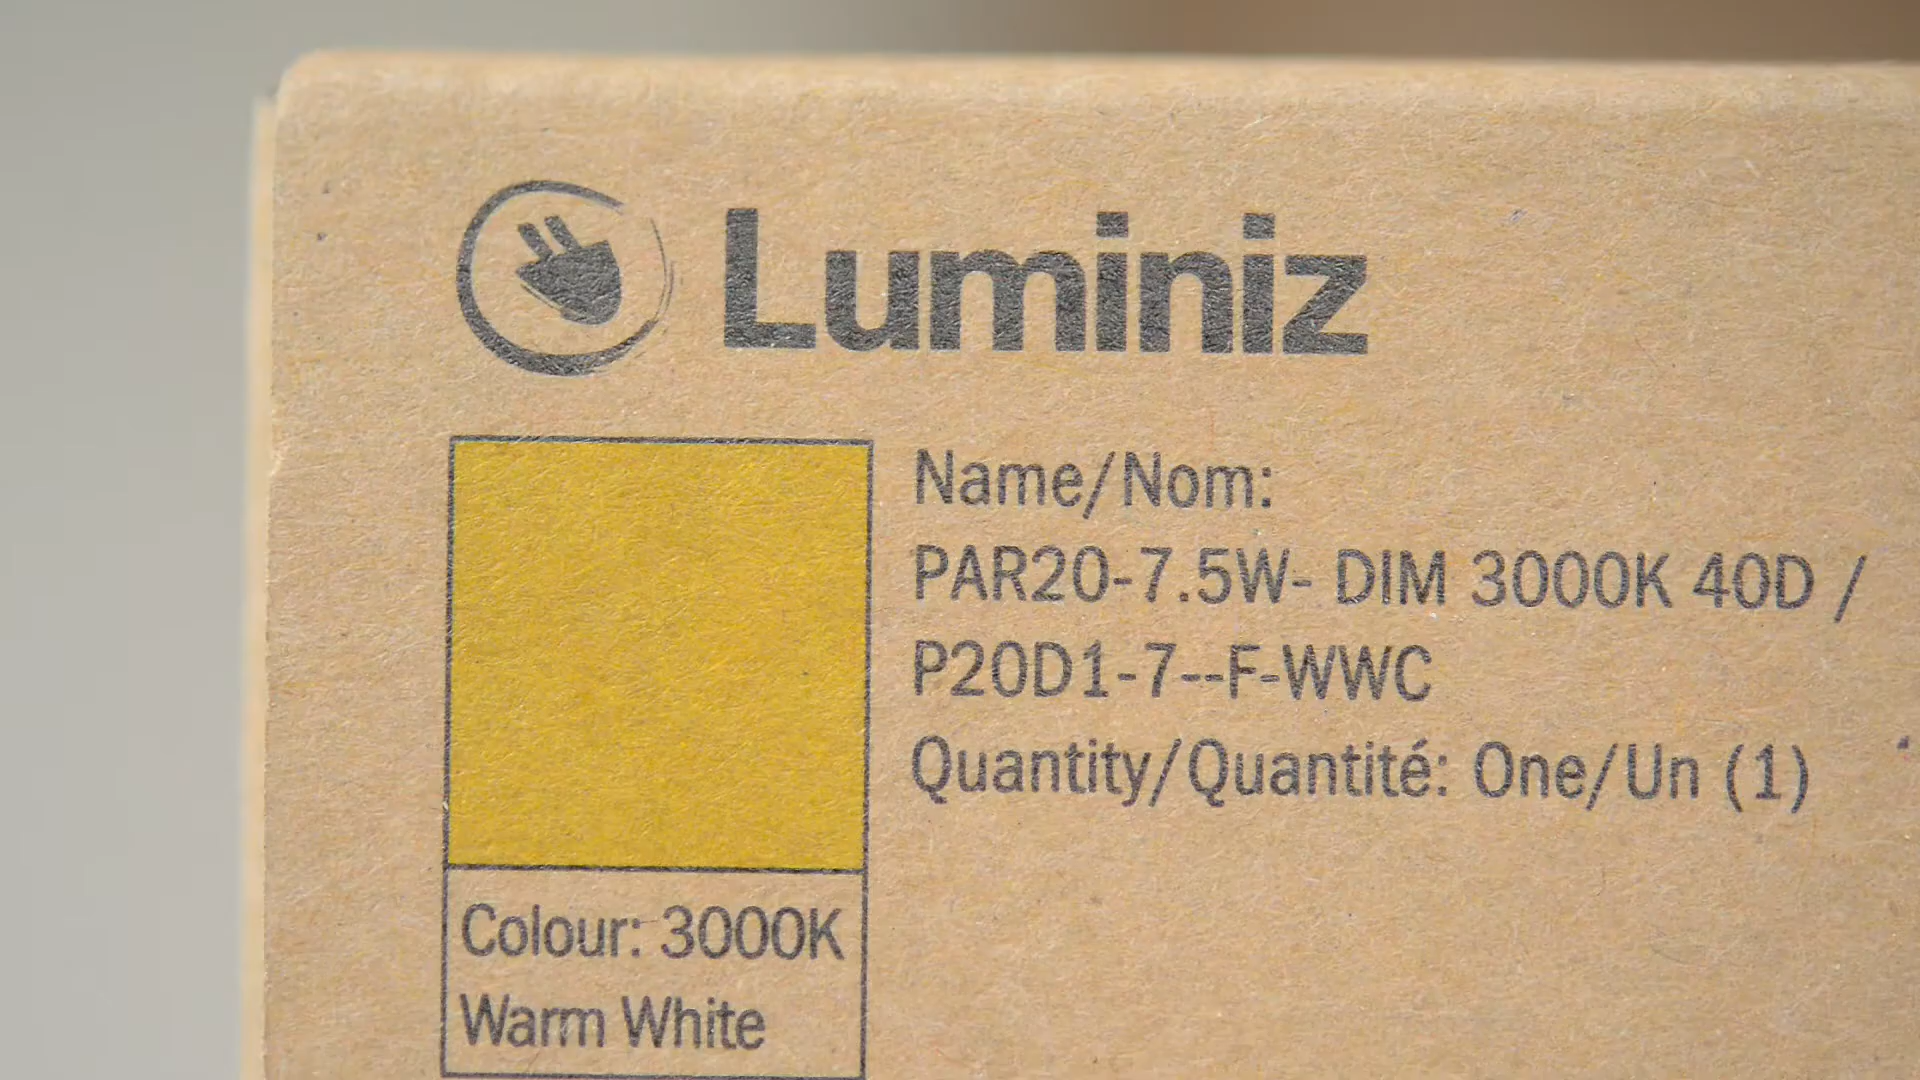 Luminiz
Name/Nom:
PAR20-7.5W- DIM 3000K 40D /
P20D1-7--F-WWC
Quantity/Quantité: One/Un (1)
Colour: 3000K
Warm White